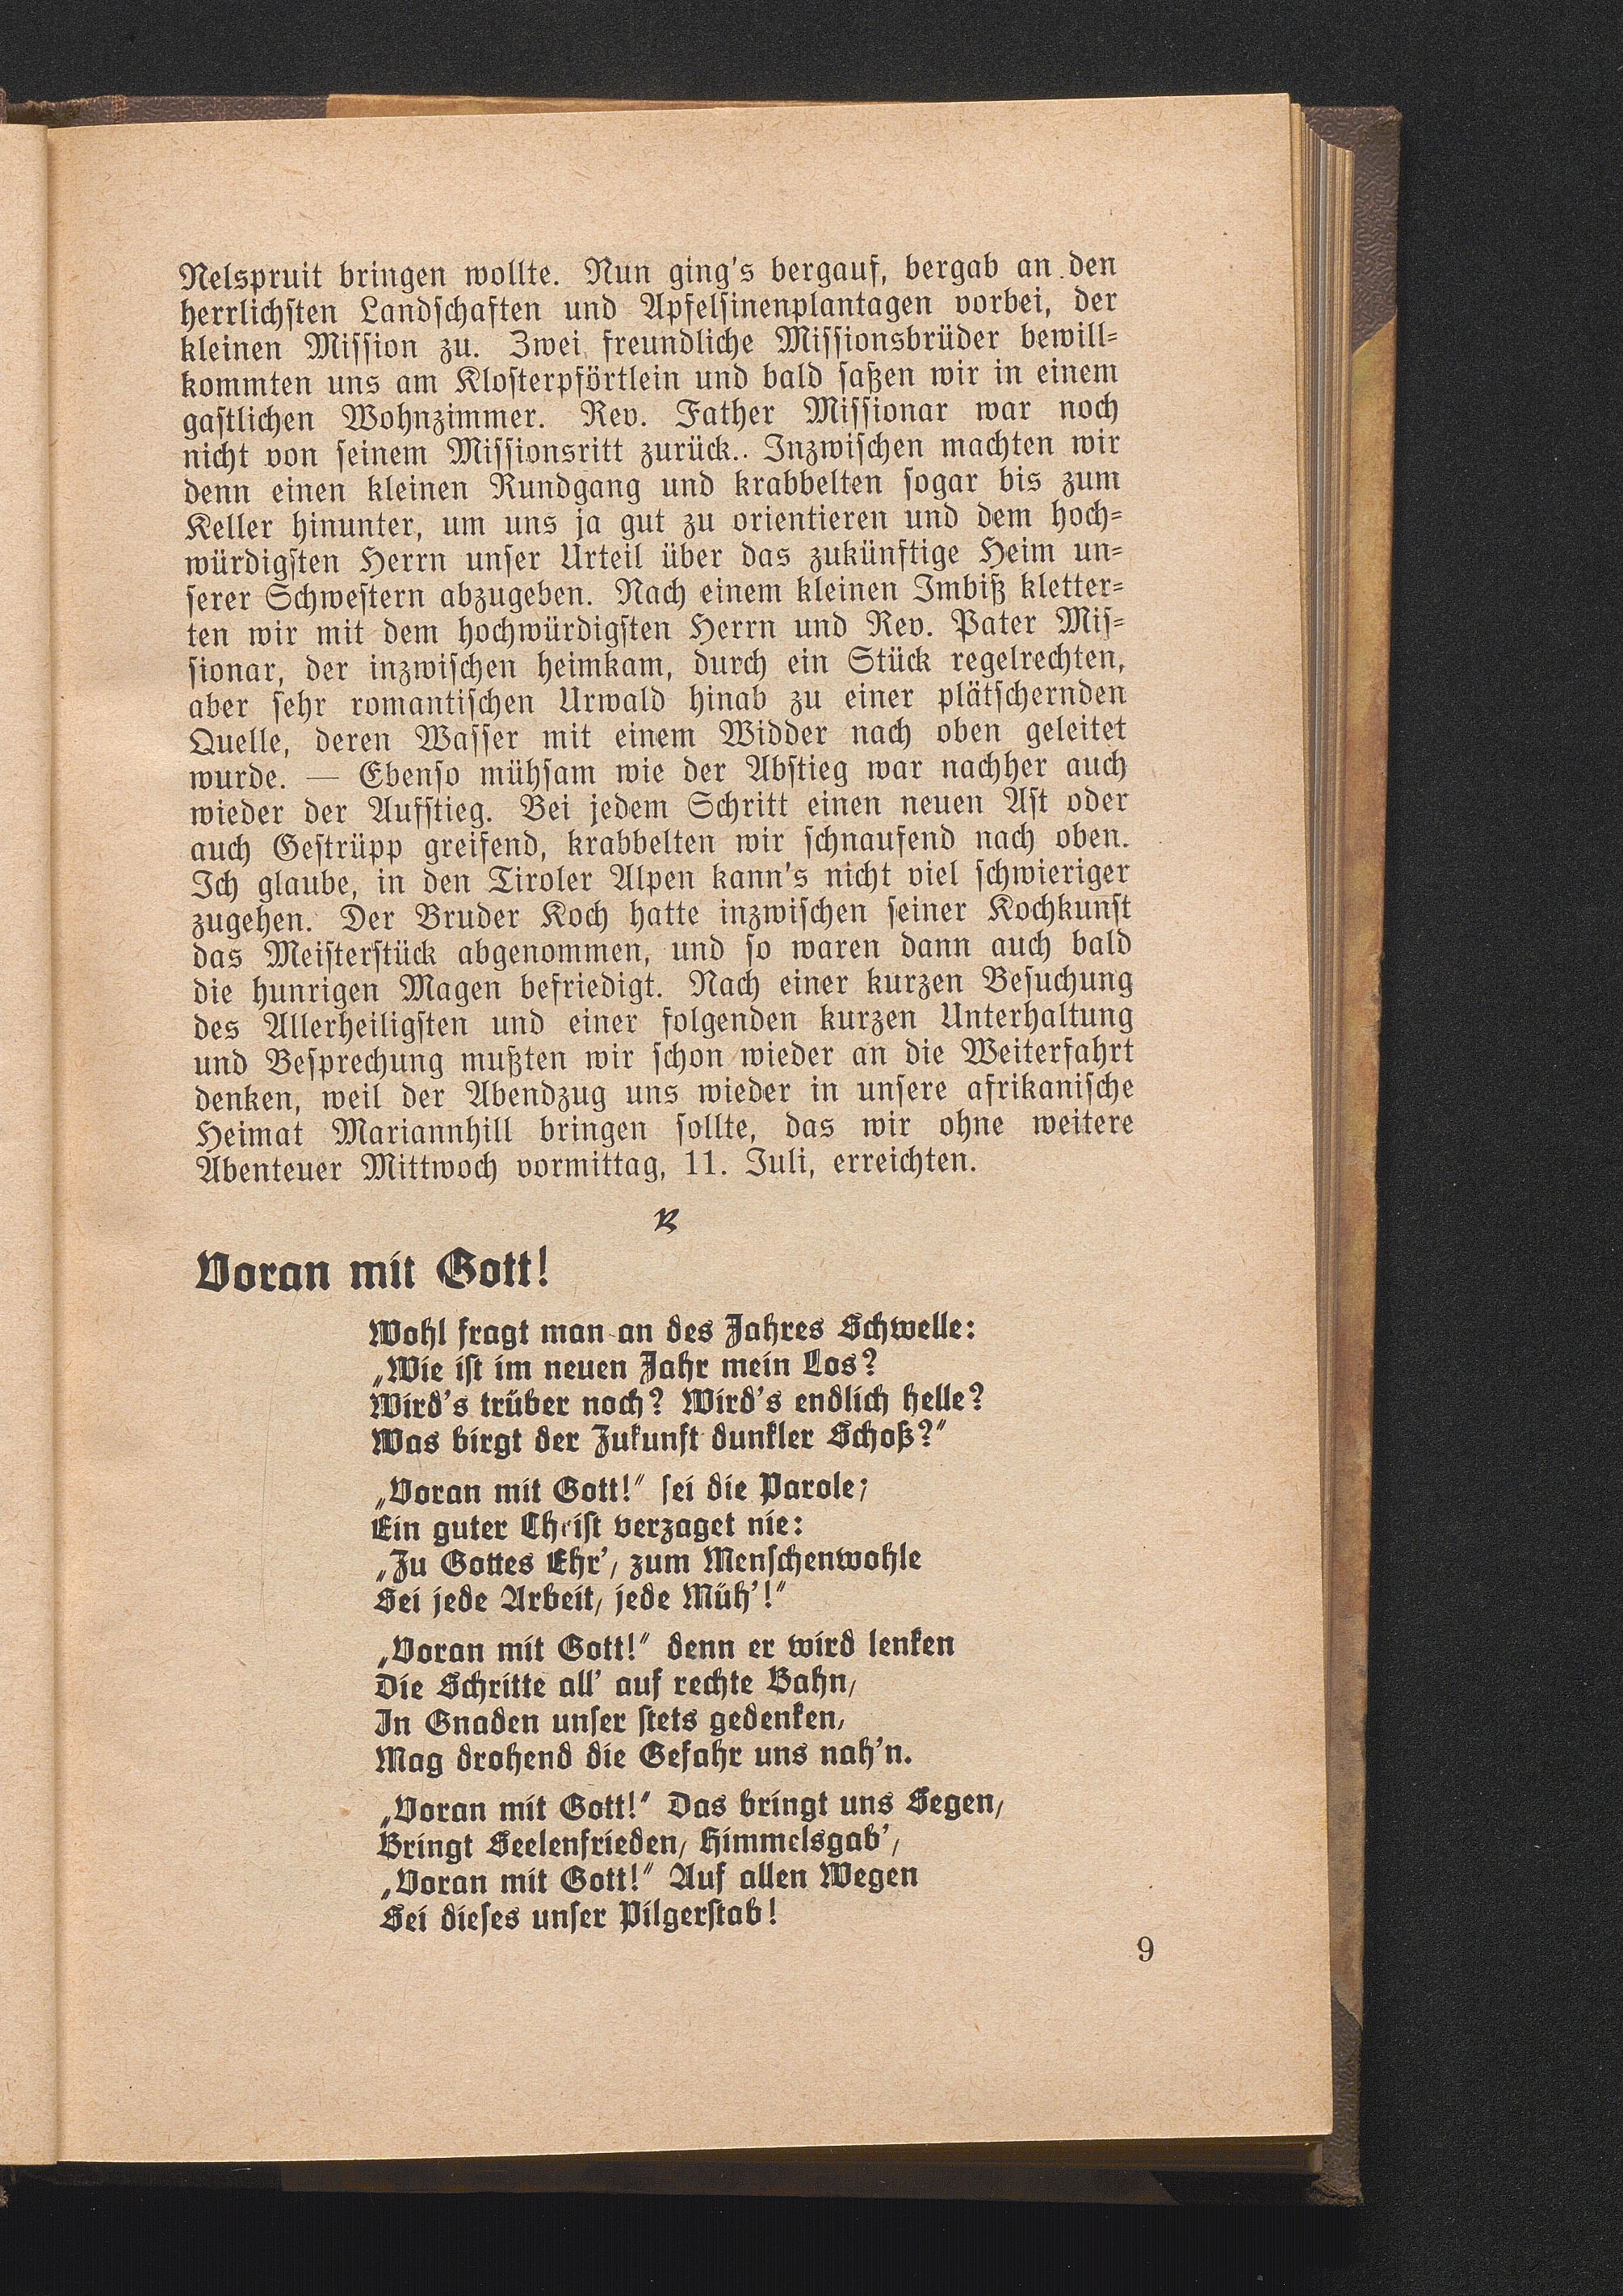 Nelspruit bringen wollte. Nun ging's bergauf, bergab an den
herrlichsten Landschaften und Apfelsinenplantagen vorbei, der
kleinen Mission zu. Zwei freundliche Missionsbrüder bewill-
kommten uns am Klosterpförtlein und bald saßen wir in einem
gastlichen Wohnzimmer. Rev. Father Missionar war noch
nicht von seinem Missionsritt zurück.. Inzwischen machten wir
denn einen kleinen Rundgang und krabbelten sogar bis zum
Keller hinunter, um uns ja gut zu orientieren und dem hoch-
würdigsten Herrn unser Urteil über das zukünftige Heim un-
serer Schwestern abzugeben. Nach einem kleinen Imbiß kletter-
ten wir mit dem hochwürdigsten Herrn und Rev. Pater Mis-
sionar, der inzwischen heimkam, durch ein Stück regelrechten,
aber sehr romantischen Urwald hinab zu einer plätschernden
Quelle, deren Wasser mit einem Widder nach oben geleitet
wurde. — Ebenso mühsam wie der Abstieg war nachher auch
wieder der Aufstieg. Bei jedem Schritt einen neuen Ast oder
auch Gestrüpp greifend, krabbelten wir schnaufend nach oben.
Ich glaube, in den Tiroler Alpen kann's nicht viel schwieriger
zugehen. Der Bruder Koch hatte inzwischen seiner Kochkunst
das Meisterstück abgenommen, und so waren dann auch bald
die hunrigen Magen befriedigt. Nach einer kurzen Besuchung
des Allerheiligsten und einer folgenden kurzen Unterhaltung
und Besprechung mußten wir schon wieder an die Weiterfahrt
denken, weil der Abendzug uns wieder in unsere afrikanische
Heimat Mariannhill bringen sollte, das wir ohne weitere
Abenteuer Mittwoch vormittag, 11. Juli, erreichten.
Voran mit Gott!
Wohl fragt man an des Jahres Schwelle:
„Wie ist im neuen Jahr mein Los?
Wird's trüber noch? Wird's endlich helle?
Was birgt der Zukunft dunkler Schoß?"
„Voran mit Gott!" sei die Parole;
Ein guter Christ verzaget nie:
„Zu Gottes Ehr', zum Menschenwohle
Sei jede Arbeit, jede Müh'!"
„Voran mit Gott!" denn er wird lenken
Die Schritte all' auf rechte Bahn,
In Gnaden unser stets gedenken,
Mag drohend die Gefahr uns nah'n.
„Voran mit Gott!" Das bringt uns Segen,
Bringt Seelenfrieden, Himmelsgab',
„Voran mit Gott!" Auf allen Wegen
Sei dieses unser Pilgerstab!
9